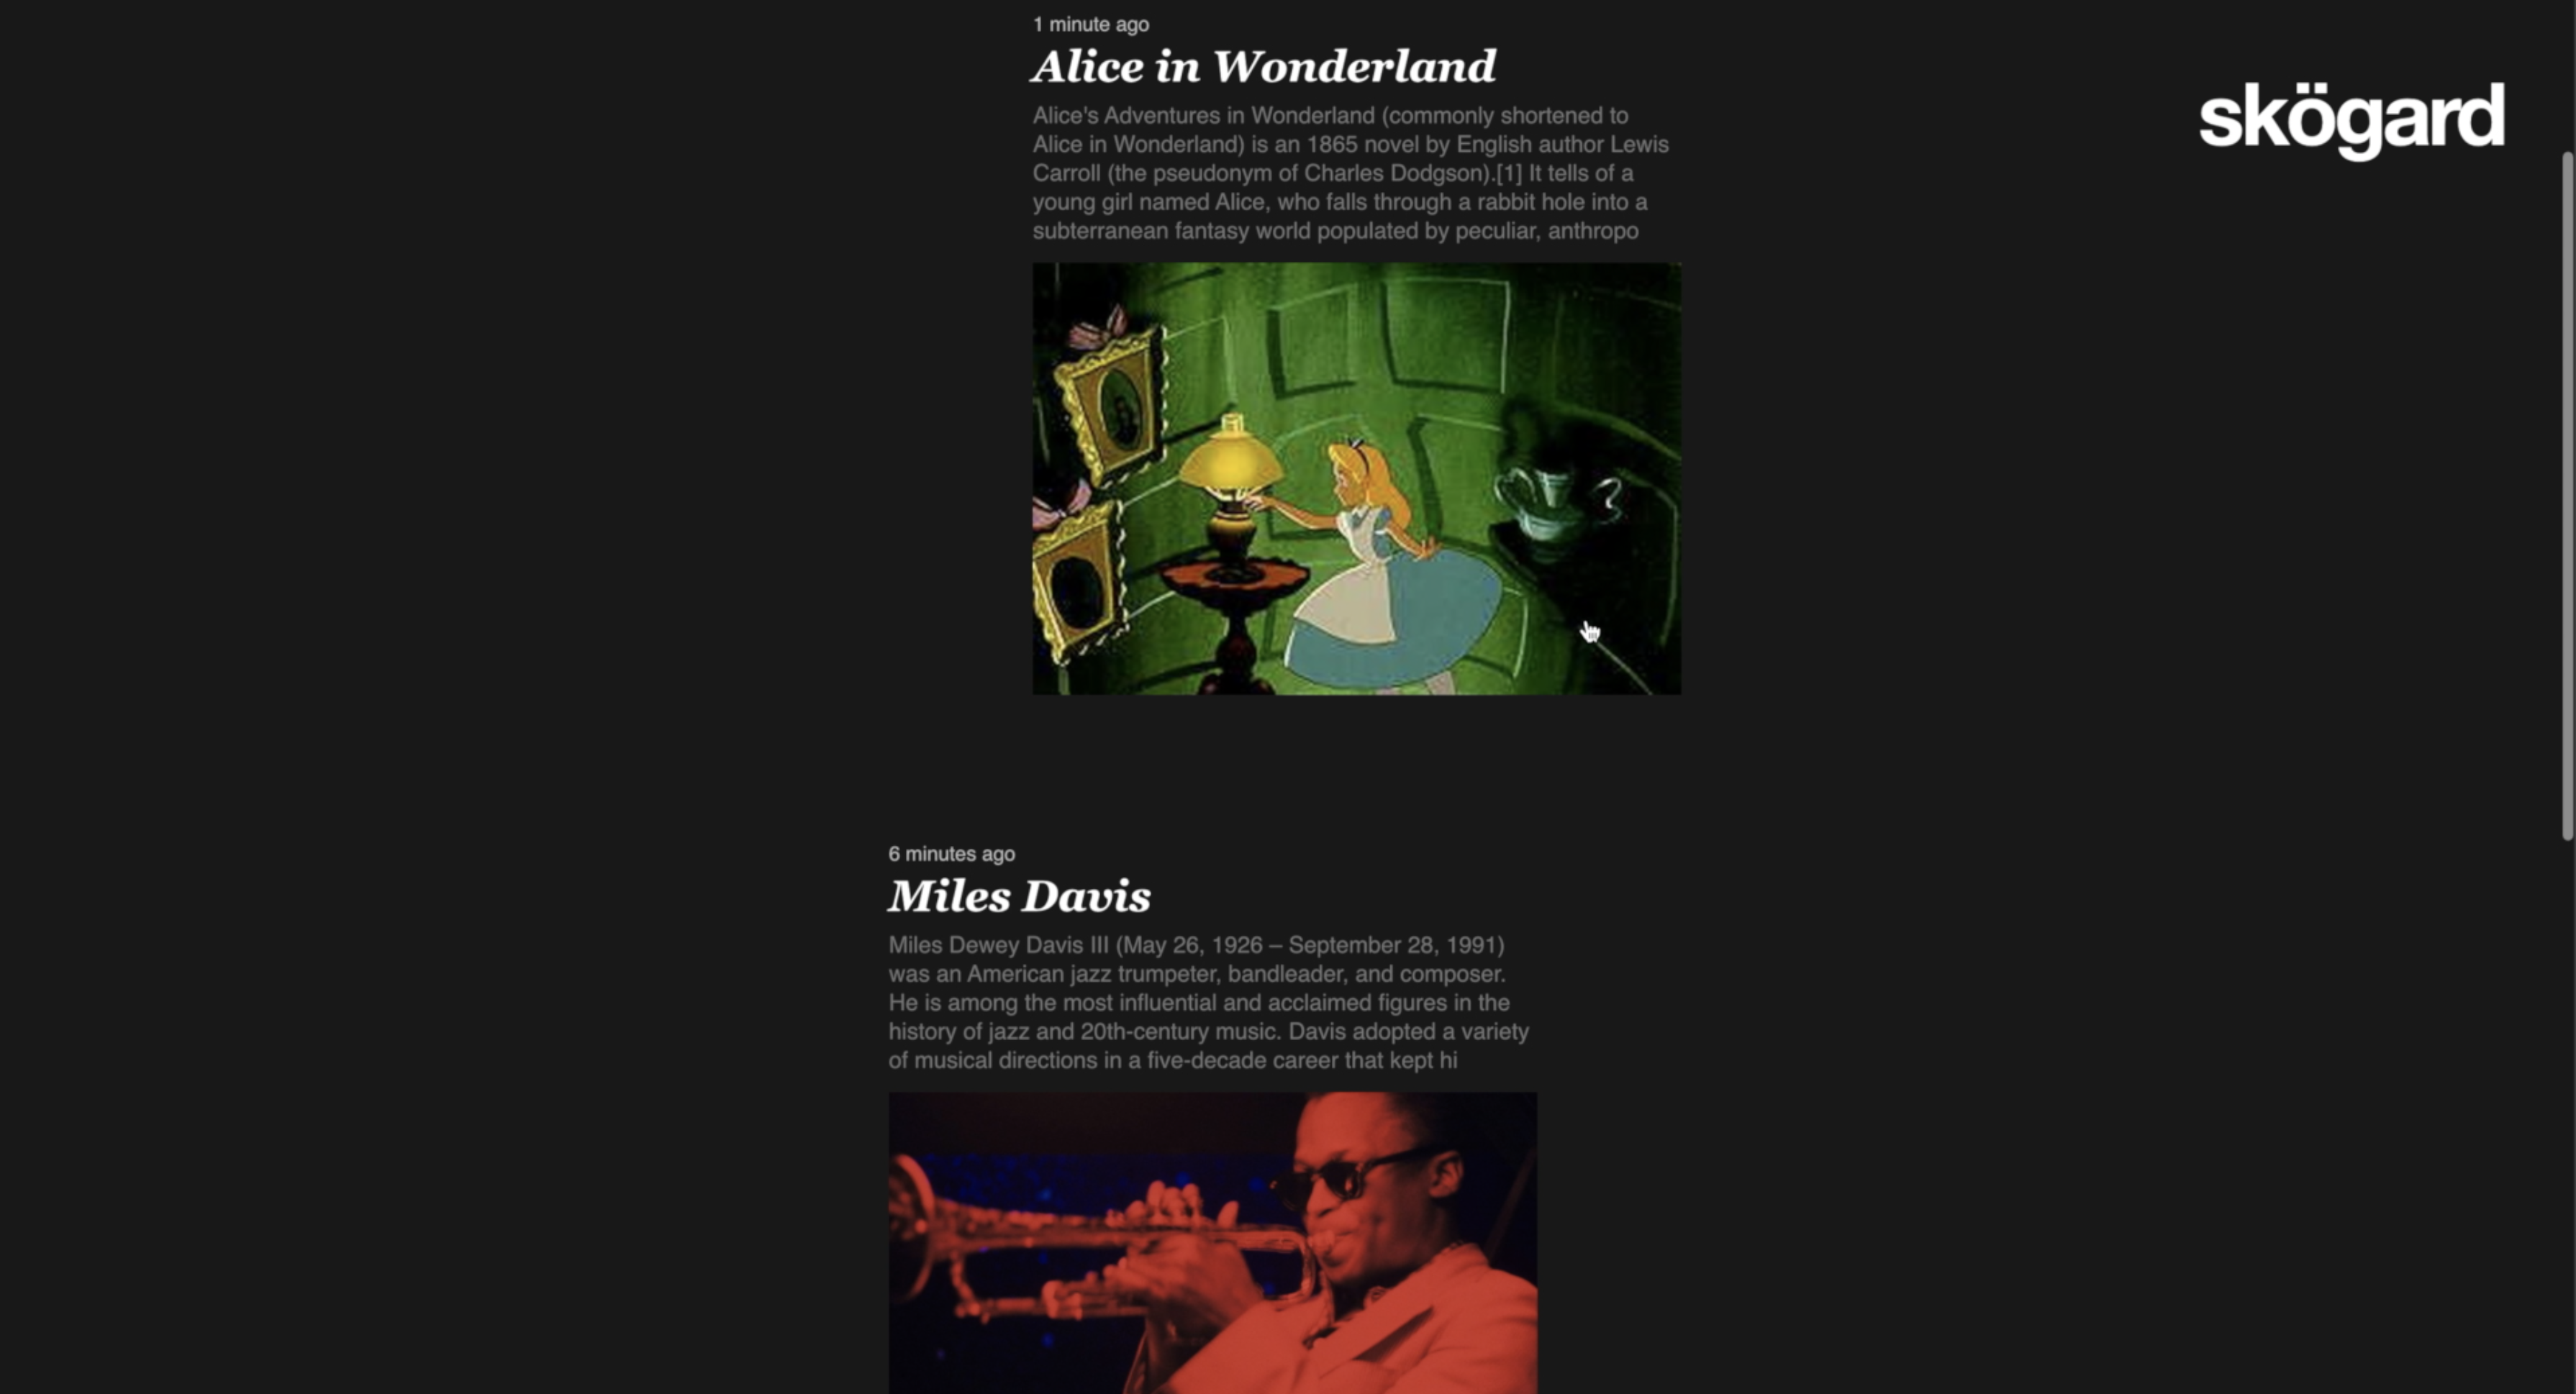 1 minute ago
Alice in Wonderland
skögard
Alice's Adventures in Wonderland (commonly shortened to
Alice in Wonderland) is an 1865 novel by English author Lewis
Carroll (the pseudonym of Charles Dodgson).[1] It tells of a
young girl named Alice, who falls through a rabbit hole into a
subterranean fantasy world populated by peculiar, anthropo
6 minutes ago
Miles Davis
Miles Dewey Davis III (May 26, 1926 – September 28, 1991)
was an American jazz trumpeter, bandleader, and composer.
He is among the most influential and acclaimed figures in the
history of jazz and 20th-century music. Davis adopted a variety
of musical directions in a five-decade career that kept hi